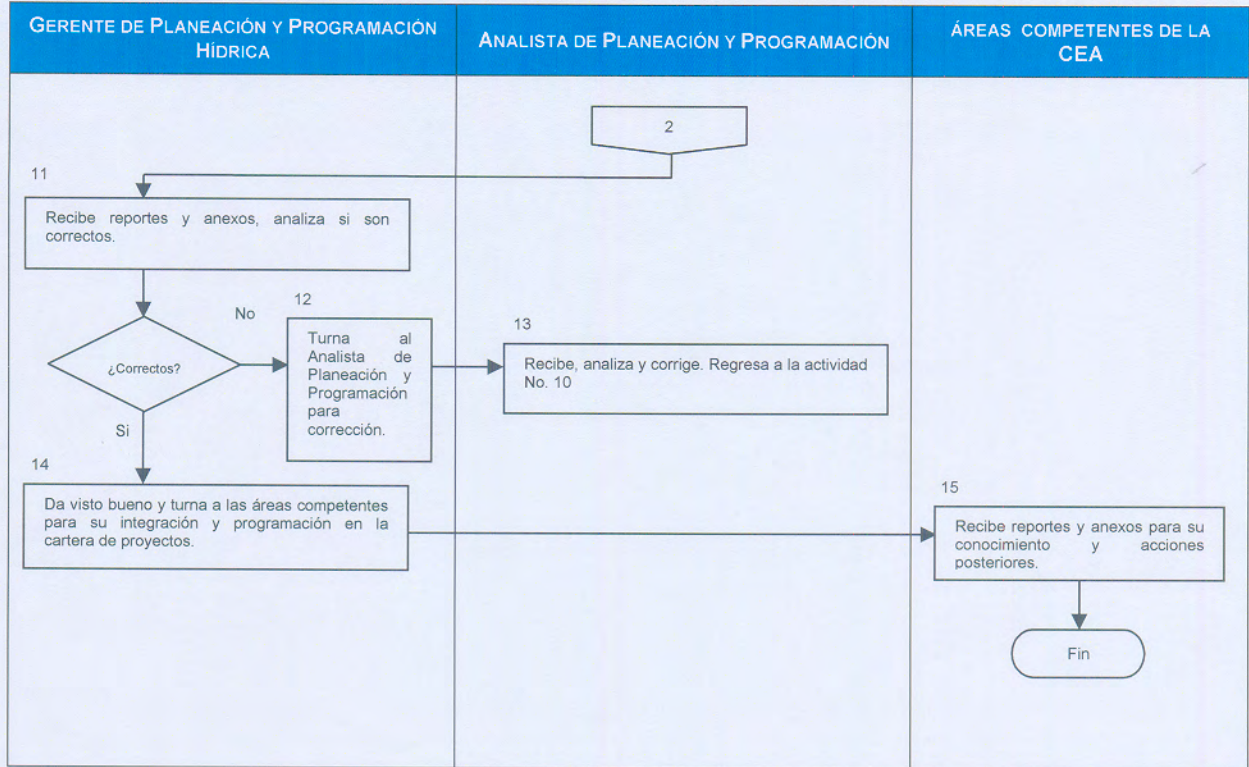 GERENTE DE PLANEACIÓN Y PROGRAMACIÓN
HÍDRICA
ANALISTA DE PLANEACIÓN Y PROGRAMACIÓN
ÁREAS COMPETENTES DE LA
CEA
2
11
Recibe reportes y anexos, analiza si son
correctos.
¿Correctos?
No
12
Turna al
Analista de
Planeación y
Programación
para
corrección.
13
Recibe, analiza y corrige. Regresa a la actividad
No. 10
Si
14
Da visto bueno y turna a las áreas competentes
para su integración y programación en la
cartera de proyectos.
15
Recibe reportes y anexos para su
conocimiento y acciones
posteriores.
Fin